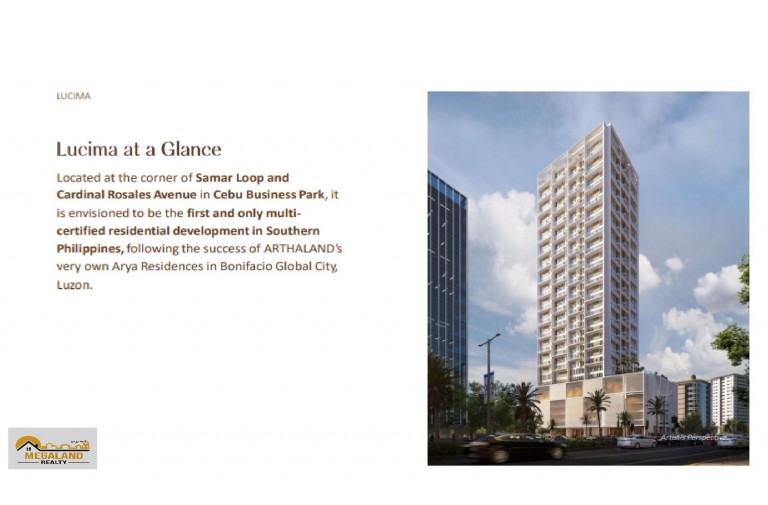 LUCIMA
Lucima at a Glance
Located at the corner of Samar Loop and
Cardinal Rosales Avenue in Cebu Business Park, it
is envisioned to be the first and only multi-
certified residential development in Southern
Philippines, following the success of ARTHALAND's
very own Arya Residences in Bonifacio Global City,
Luzon.
Artist's Perspective
MEGALAND
REALTY